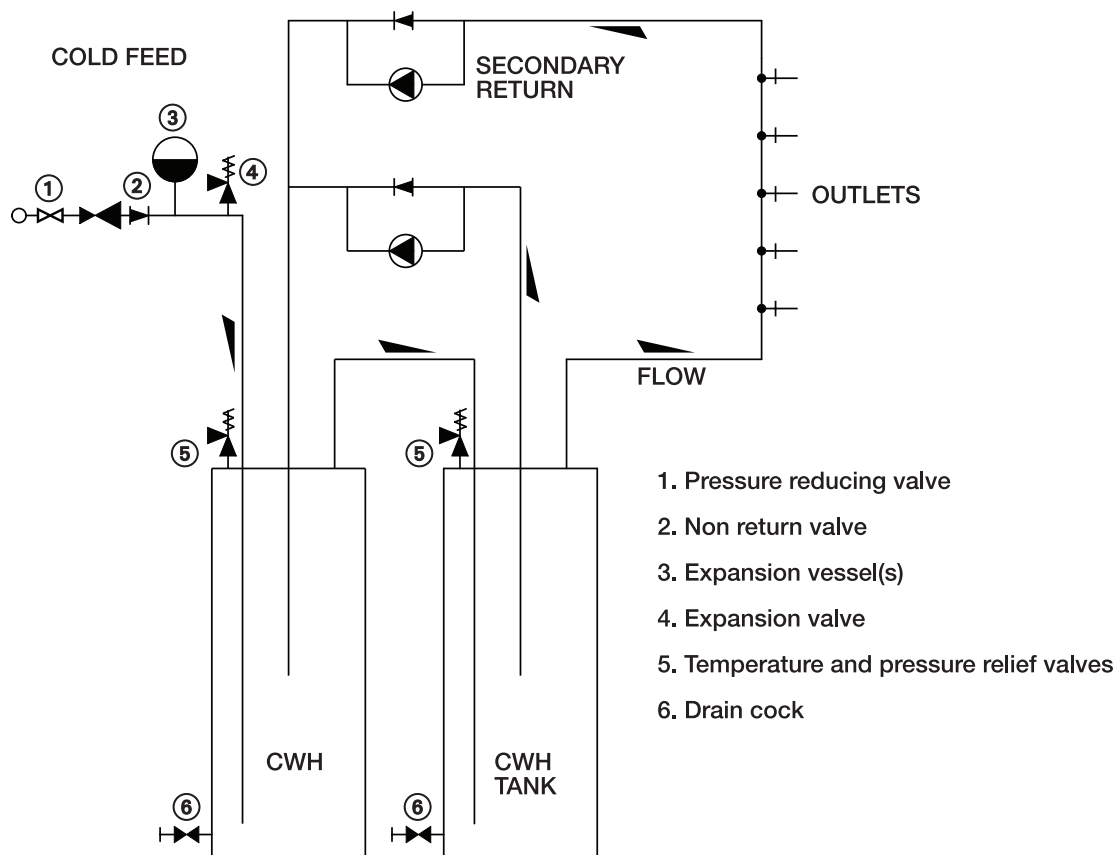 COLD FEED
SECONDARY
RETURN
3
4
1
2
OUTLETS
FLOW
5
5
1. Pressure reducing valve
2. Non return valve
3. Expansion vessel(s)
4. Expansion valve
5. Temperature and pressure relief valves
6. Drain cock
CWH
CWH
TANK
6
6